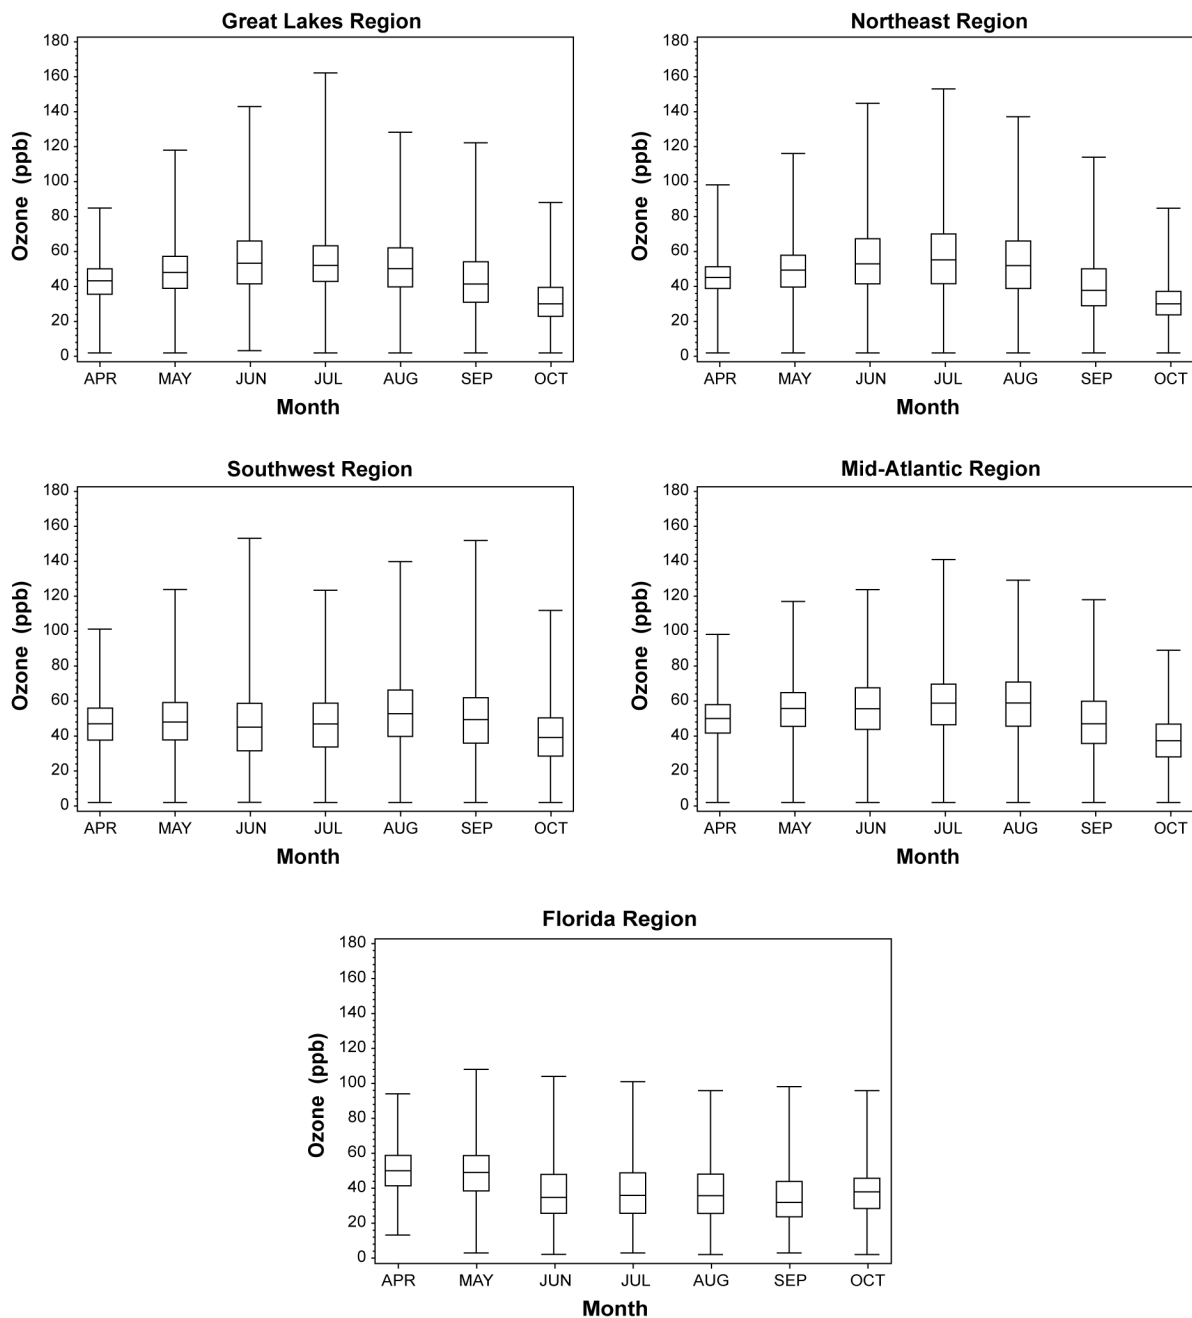 Great Lakes Region
Ozone (ppb)
180
160
140
120
100
80
60
40
20
0
APR MAY JUN JUL AUG SEP OCT
Month
Northeast Region
Ozone (ppb)
180
160
140
120
100
80
60
40
20
0
APR MAY JUN JUL AUG SEP OCT
Month
Southwest Region
Ozone (ppb)
180
160
140
120
100
80
60
40
20
0
APR MAY JUN JUL AUG SEP OCT
Month
Mid-Atlantic Region
Ozone (ppb)
180
160
140
120
100
80
60
40
20
0
APR MAY JUN JUL AUG SEP OCT
Month
Florida Region
Ozone (ppb)
180
160
140
120
100
80
60
40
20
0
APR MAY JUN JUL AUG SEP OCT
Month